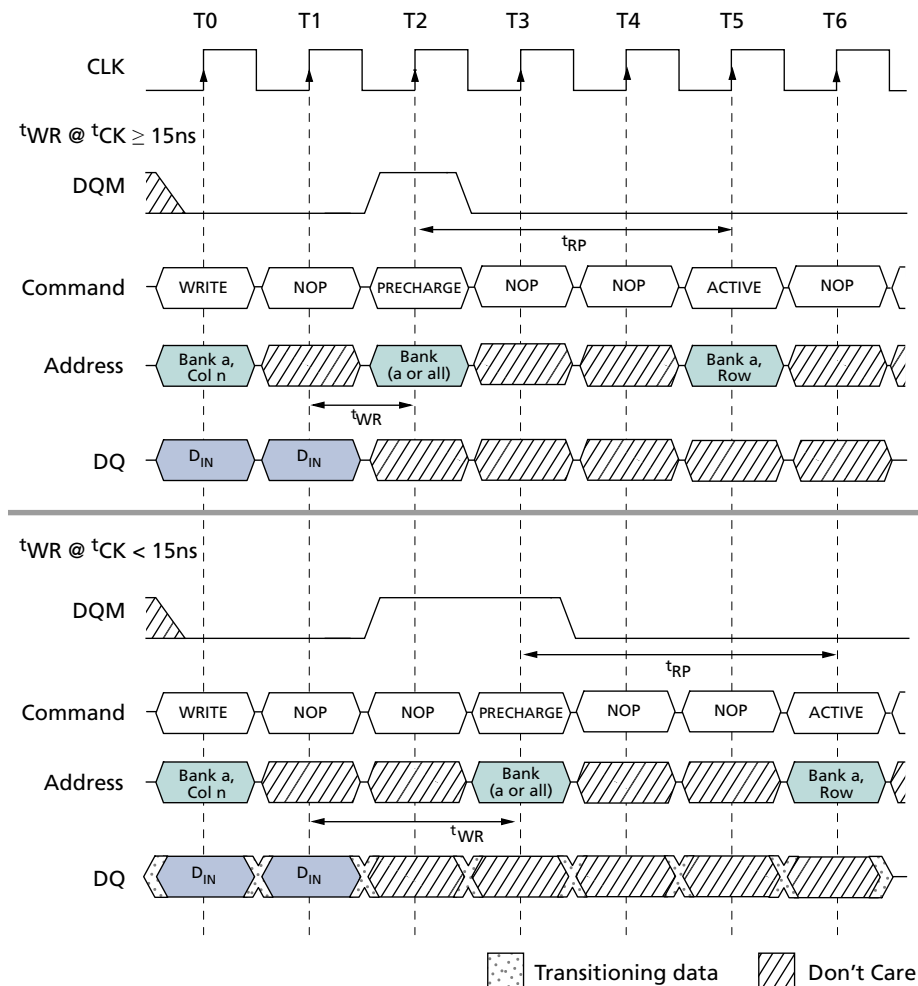 T0 T1 T2 T3 T4 T5 T6
CLK
tWR @ tCK ≥ 15ns
DQM
tRP
Command WRITE NOP PRECHARGE NOP NOP ACTIVE NOP
Address Bank a, Bank Bank a,
Col n (a or all) Row
tWR
DQ DIN DIN
tWR @ tCK < 15ns
DQM
tRP
Command WRITE NOP NOP PRECHARGE NOP NOP ACTIVE
Address Bank a, Bank Bank a,
Col n (a or all) Row
tWR
DQ DIN DIN
Transitioning data Don't Care